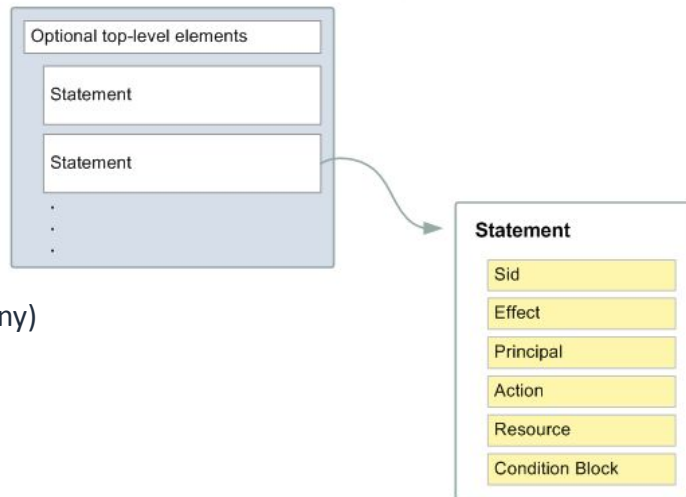 Optional top-level elements
Statement
Statement
.
.
.
ny)
Statement
Sid
Effect
Principal
Action
Resource
Condition Block